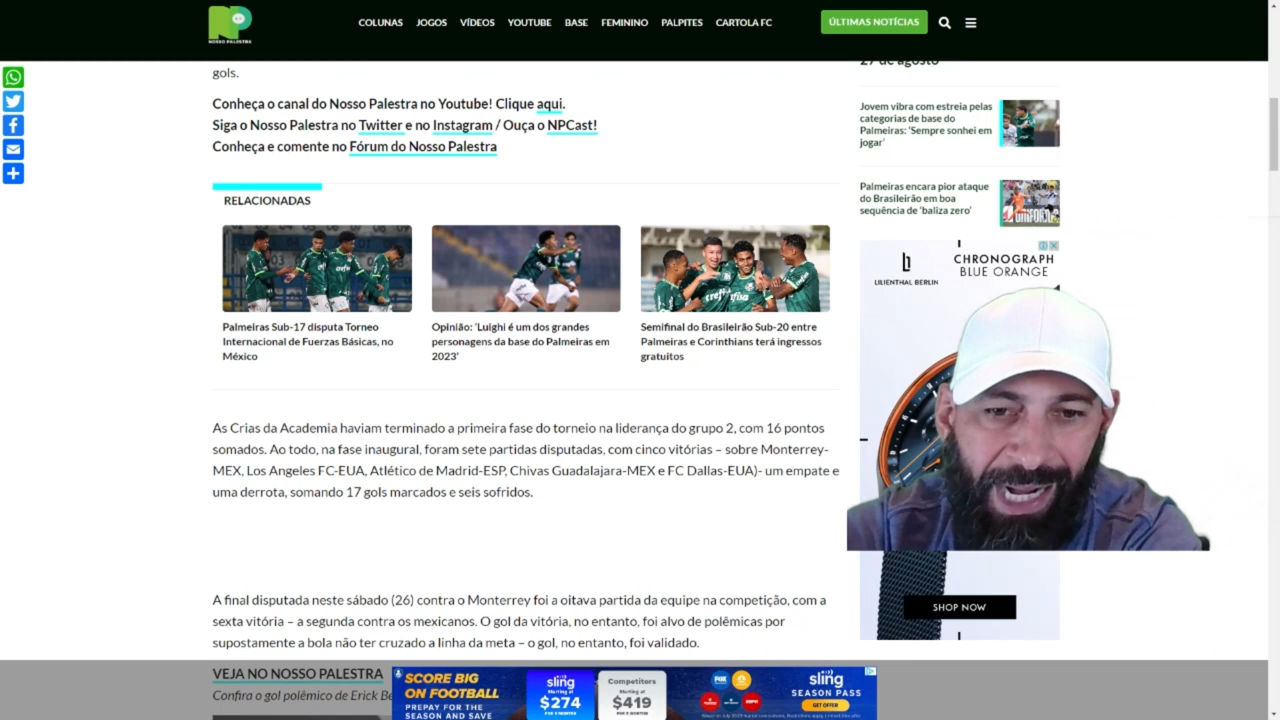 NP
NOSSO PALESTRA
COLUNAS JOGOS VÍDEOS YOUTUBE BASE FEMININO PALPITES CARTOLA FC
ÚLTIMAS NOTÍCIAS
gols.
Conheça o canal do Nosso Palestra no Youtube! Clique aqui.
Siga o Nosso Palestra no Twitter e no Instagram / Ouça o NPCast!
Conheça e comente no Fórum do Nosso Palestra
RELACIONADAS
Palmeiras Sub-17 disputa Torneo
Internacional de Fuerzas Básicas, no
México
Opinião: ‘Luighi é um dos grandes
personagens da base do Palmeiras em
2023’
Semifinal do Brasileirão Sub-20 entre
Palmeiras e Corinthians terá ingressos
gratuitos
As Crias da Academia haviam terminado a primeira fase do torneio na liderança do grupo 2, com 16 pontos
somados. Ao todo, na fase inaugural, foram sete partidas disputadas, com cinco vitórias – sobre Monterrey-
MEX, Los Angeles FC-EUA, Atlético de Madrid-ESP, Chivas Guadalajara-MEX e FC Dallas-EUA)- um empate e
uma derrota, somando 17 gols marcados e seis sofridos.
A final disputada neste sábado (26) contra o Monterrey foi a oitava partida da equipe na competição, com a
sexta vitória – a segunda contra os mexicanos. O gol da vitória, no entanto, foi alvo de polêmicas por
supostamente a bola não ter cruzado a linha da meta – o gol, no entanto, foi validado.
VEJA NO NOSSO PALESTRA
Confira o gol polêmico de Erick Be
27 de agosto
Jovem vibra com estreia pelas
categorias de base do
Palmeiras: ‘Sempre sonhei em
jogar’
Palmeiras encara pior ataque
do Brasileirão em boa
sequência de ‘baliza zero’
LILIENTHAL BERLIN
CHRONOGRAPH
BLUE ORANGE
SHOP NOW
SCORE BIG
ON FOOTBALL
PREPAY FOR THE
SEASON AND SAVE
sling
Starting at
$274
Competitors
Starting at
$419
FOX
ESPN
sling
SEASON PASS
GET OFFER